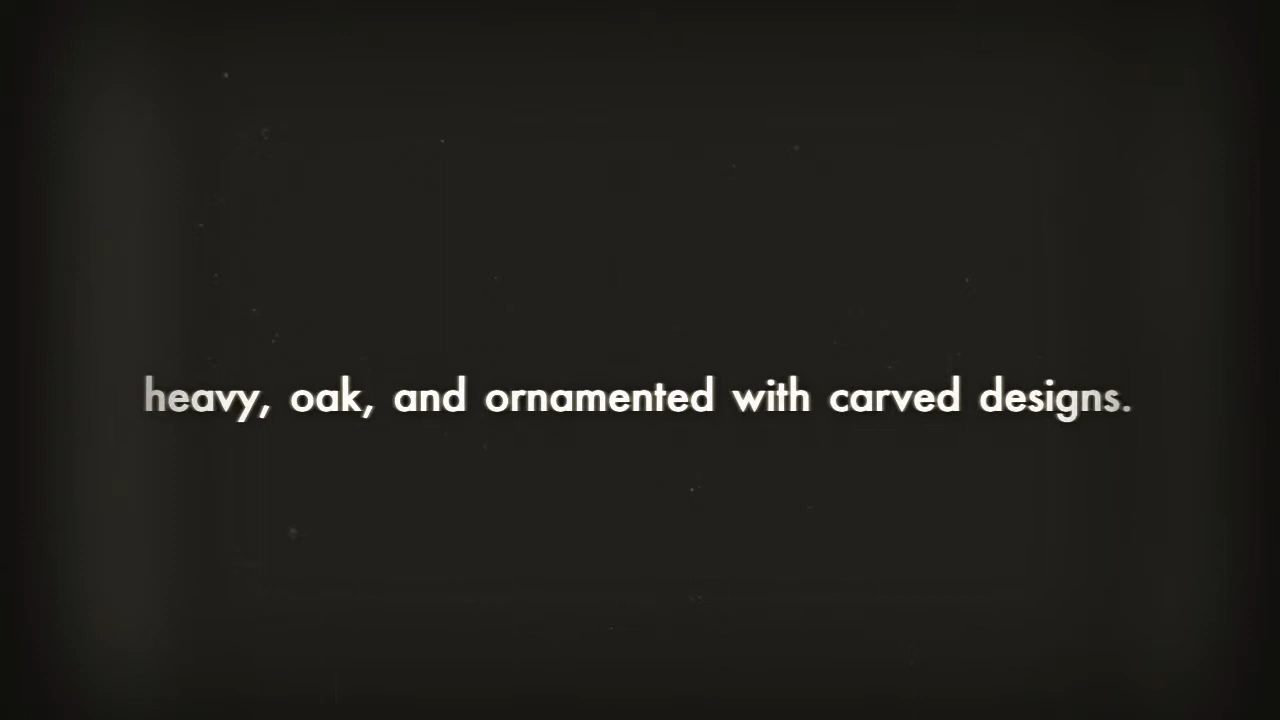 heavy, oak, and ornamented with carved designs.